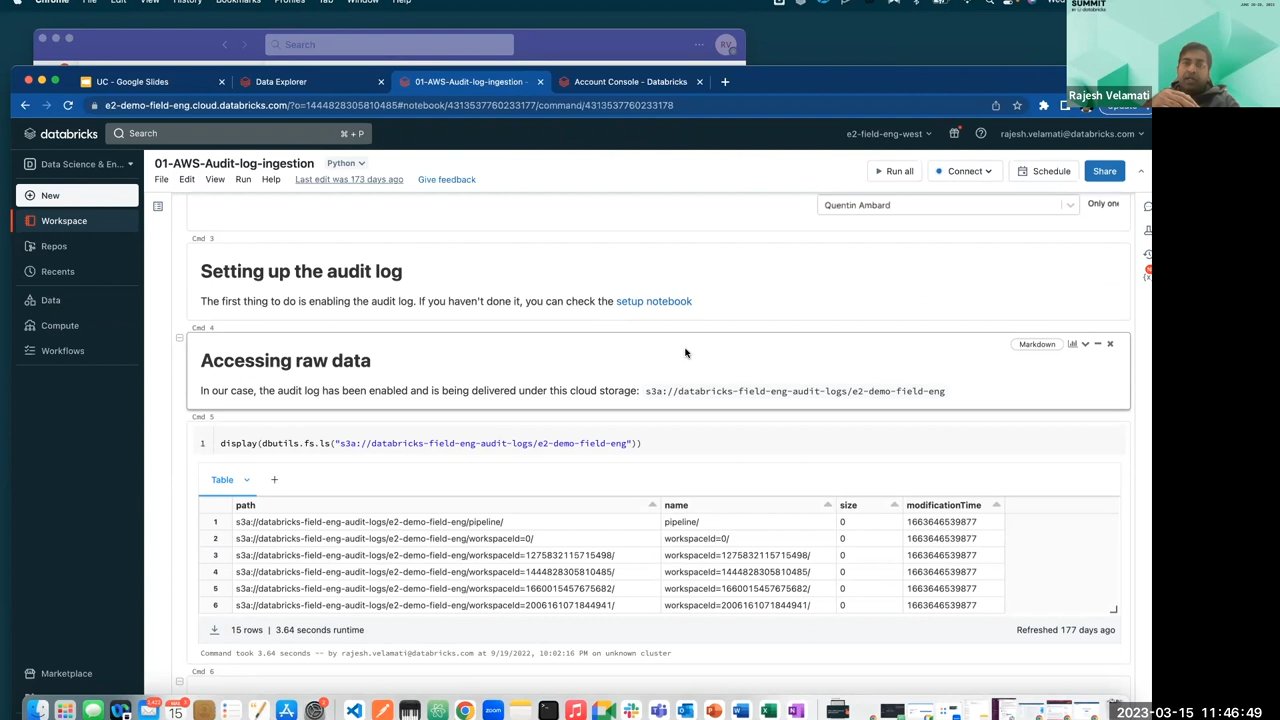 Chrome File Edit View History Bookmarks Profiles Tab Window Help
SUMMIT
BY databricks
JUNE 26-29, 2023
Search
RV
UC - Google Slides
Data Explorer
01-AWS-Audit-log-ingestion -
Account Console - Databricks
e2-demo-field-eng.cloud.databricks.com/?o=1444828305810485#notebook/4313537760233177/command/4313537760233178
Update
Rajesh Velamati
databricks
Search
⌘ + P
e2-field-eng-west
rajesh.velamati@databricks.com
Data Science & En...
New
Workspace
Repos
Recents
Data
Compute
Workflows
Marketplace
01-AWS-Audit-log-ingestion
Python
File Edit View Run Help
Last edit was 173 days ago
Give feedback
Run all
Connect
Schedule
Share
Quentin Ambard
Only one
Cmd 3
Setting up the audit log
The first thing to do is enabling the audit log. If you haven't done it, you can check the setup notebook
Cmd 4
Markdown
Accessing raw data
In our case, the audit log has been enabled and is being delivered under this cloud storage: s3a://databricks-field-eng-audit-logs/e2-demo-field-eng
Cmd 5
1 display(dbutils.fs.ls("s3a://databricks-field-eng-audit-logs/e2-demo-field-eng"))
Table
path name size modificationTime
1 s3a://databricks-field-eng-audit-logs/e2-demo-field-eng/pipeline/ pipeline/ 0 1663646539877
2 s3a://databricks-field-eng-audit-logs/e2-demo-field-eng/workspaceId=0/ workspaceId=0/ 0 1663646539877
3 s3a://databricks-field-eng-audit-logs/e2-demo-field-eng/workspaceId=1275832115715498/ workspaceId=1275832115715498/ 0 1663646539877
4 s3a://databricks-field-eng-audit-logs/e2-demo-field-eng/workspaceId=1444828305810485/ workspaceId=1444828305810485/ 0 1663646539877
5 s3a://databricks-field-eng-audit-logs/e2-demo-field-eng/workspaceId=1660015457675682/ workspaceId=1660015457675682/ 0 1663646539877
6 s3a://databricks-field-eng-audit-logs/e2-demo-field-eng/workspaceId=2006161071844941/ workspaceId=2006161071844941/ 0 1663646539877
15 rows | 3.64 seconds runtime
Refreshed 177 days ago
Command took 3.64 seconds -- by rajesh.velamati@databricks.com at 9/19/2022, 10:02:16 PM on unknown cluster
Cmd 6
15
zoom
2023-03-15 11:46:49